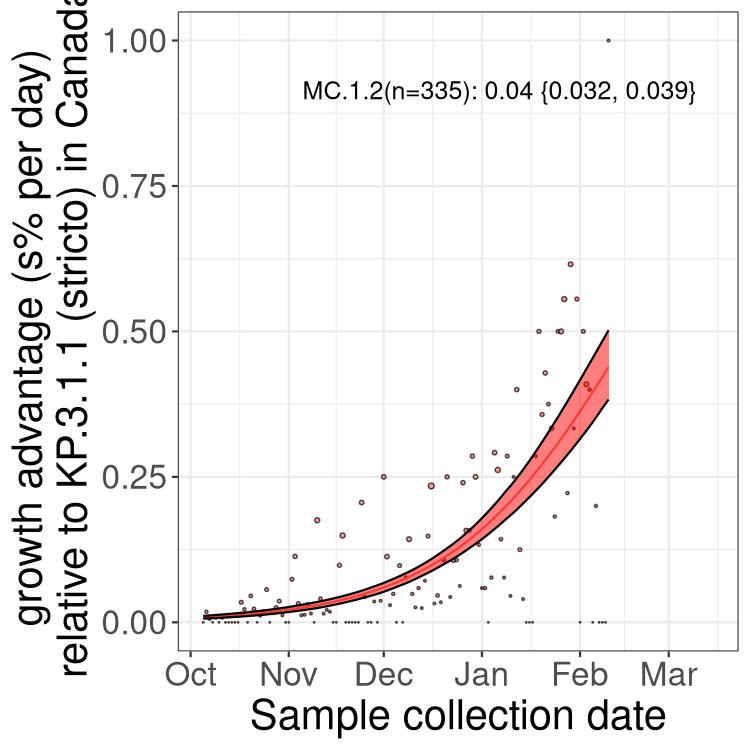 growth advantage (s% per day)
relative to KP.3.1.1 (stricto) in Canada
1.00
0.75
0.50
0.25
0.00
MC.1.2(n=335): 0.04 {0.032, 0.039}
Oct Nov Dec Jan Feb Mar
Sample collection date